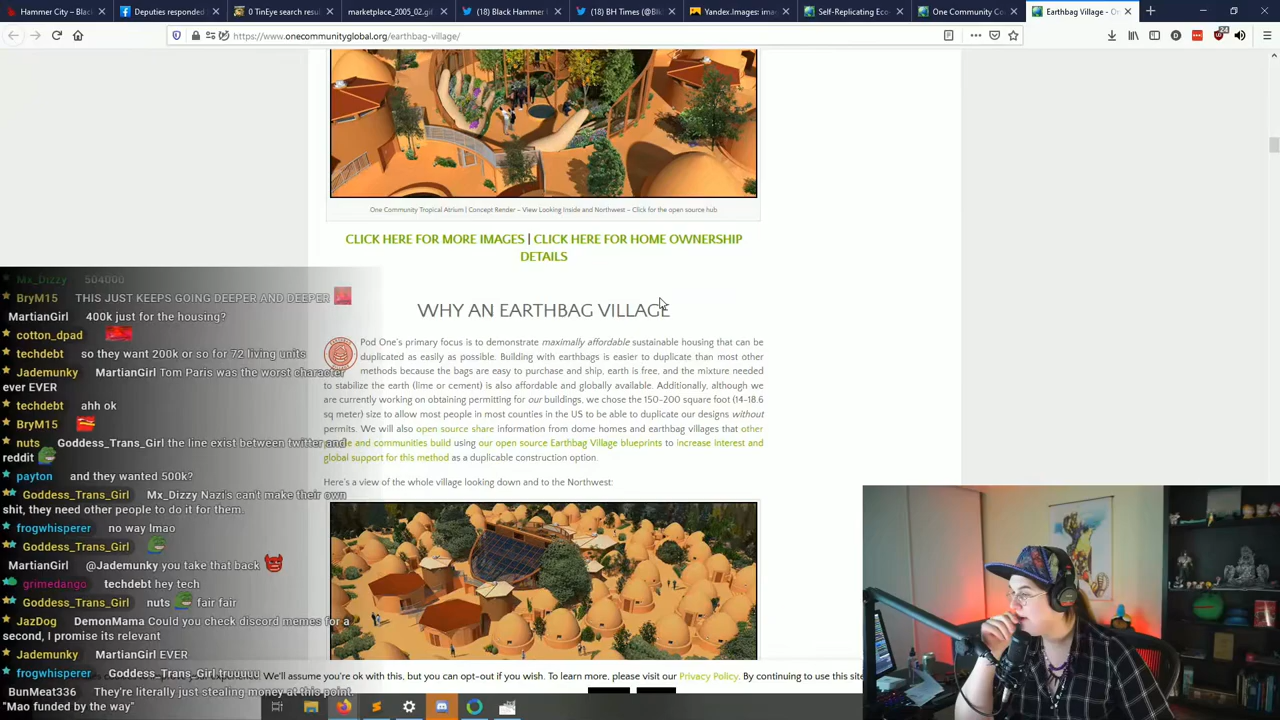 Hammer City – Blac
Deputies responded
0 TinEye search resu
marketplace_2005_02.gif
(18) Black Hammer
(18) BH Times (@Bl
Yandex.Images: ima
Self-Replicating Eco
One Community Co
Earthbag Village - On
https://www.onecommunityglobal.org/earthbag-village/
One Community Tropical Atrium | Concept Render – View Looking Inside and Northwest – Click for the open source hub
CLICK HERE FOR MORE IMAGES | CLICK HERE FOR HOME OWNERSHIP
DETAILS
WHY AN EARTHBAG VILLAGE
Pod One's primary focus is to demonstrate maximally affordable sustainable housing that can be
duplicated as easily as possible. Building with earthbags is easier to duplicate than most other
methods because the bags are easy to purchase and ship, earth is free, and the mixture needed
to stabilize the earth (lime or cement) is also affordable and globally available. Additionally, although we
are currently working on obtaining permitting for our buildings, we chose the 150-200 square foot (14-18.6
sq meter) size to allow most people in most counties in the US to be able to duplicate our designs without
permits. We will also open source share information from dome homes and earthbag villages that other
and communities build using our open source Earthbag Village blueprints to increase interest and
global support for this method as a duplicable construction option.
Here's a view of the whole village looking down and to the Northwest:
Mx_Dizzy 504000
BryM15 THIS JUST KEEPS GOING DEEPER AND DEEPER
MartianGirl 400k just for the housing?
cotton_dpad
techdebt so they want 200k or so for 72 living units
Jademunky MartianGirl Tom Paris was the worst character
ever EVER
techdebt ahh ok
BryM15
nuts Goddess_Trans_Girl the line exist between twitter and
reddit
payton and they wanted 500k?
Goddess_Trans_Girl Mx_Dizzy Nazi's can't make their own
shit, they need other people to do it for them.
frogwhisperer no way lmao
Goddess_Trans_Girl
MartianGirl @Jademunky you take that back
grimedango techdebt hey tech
Goddess_Trans_Girl nuts fair fair
JazDog DemonMama Could you check discord memes for a
second, I promise its relevant
Jademunky MartianGirl EVER
frogwhisperer Goddess_Trans_Girl truuuuu
BunMeat336 They're literally just stealing money at this point.
"Mao funded by the way"
We'll assume you're ok with this, but you can opt-out if you wish. To learn more, please visit our Privacy Policy. By continuing to use this site